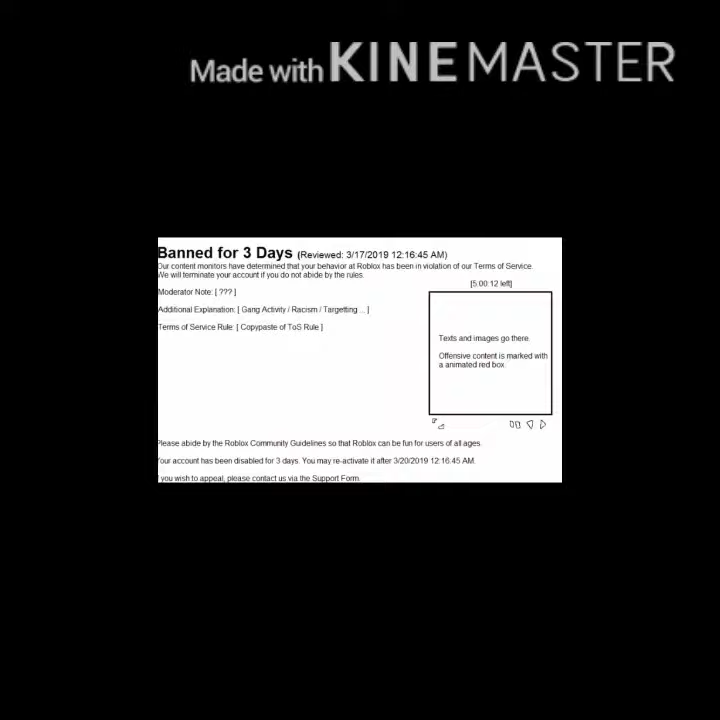 Made with KINEMASTER
Banned for 3 Days (Reviewed: 3/17/2019 12:16:45 AM)
Our content monitors have determined that your behavior at Roblox has been in violation of our Terms of Service.
We will terminate your account if you do not abide by the rules.
[5:00:12 left]
Moderator Note: [ ??? ]
Additional Explanation: [ Gang Activity / Racism / Targetting ... ]
Terms of Service Rule: [ Copypaste of ToS Rule ]
Texts and images go there.
Offensive content is marked with
a animated red box.
Please abide by the Roblox Community Guidelines so that Roblox can be fun for users of all ages.
Your account has been disabled for 3 days. You may re-activate it after 3/20/2019 12:16:45 AM.
f you wish to appeal, please contact us via the Support Form.